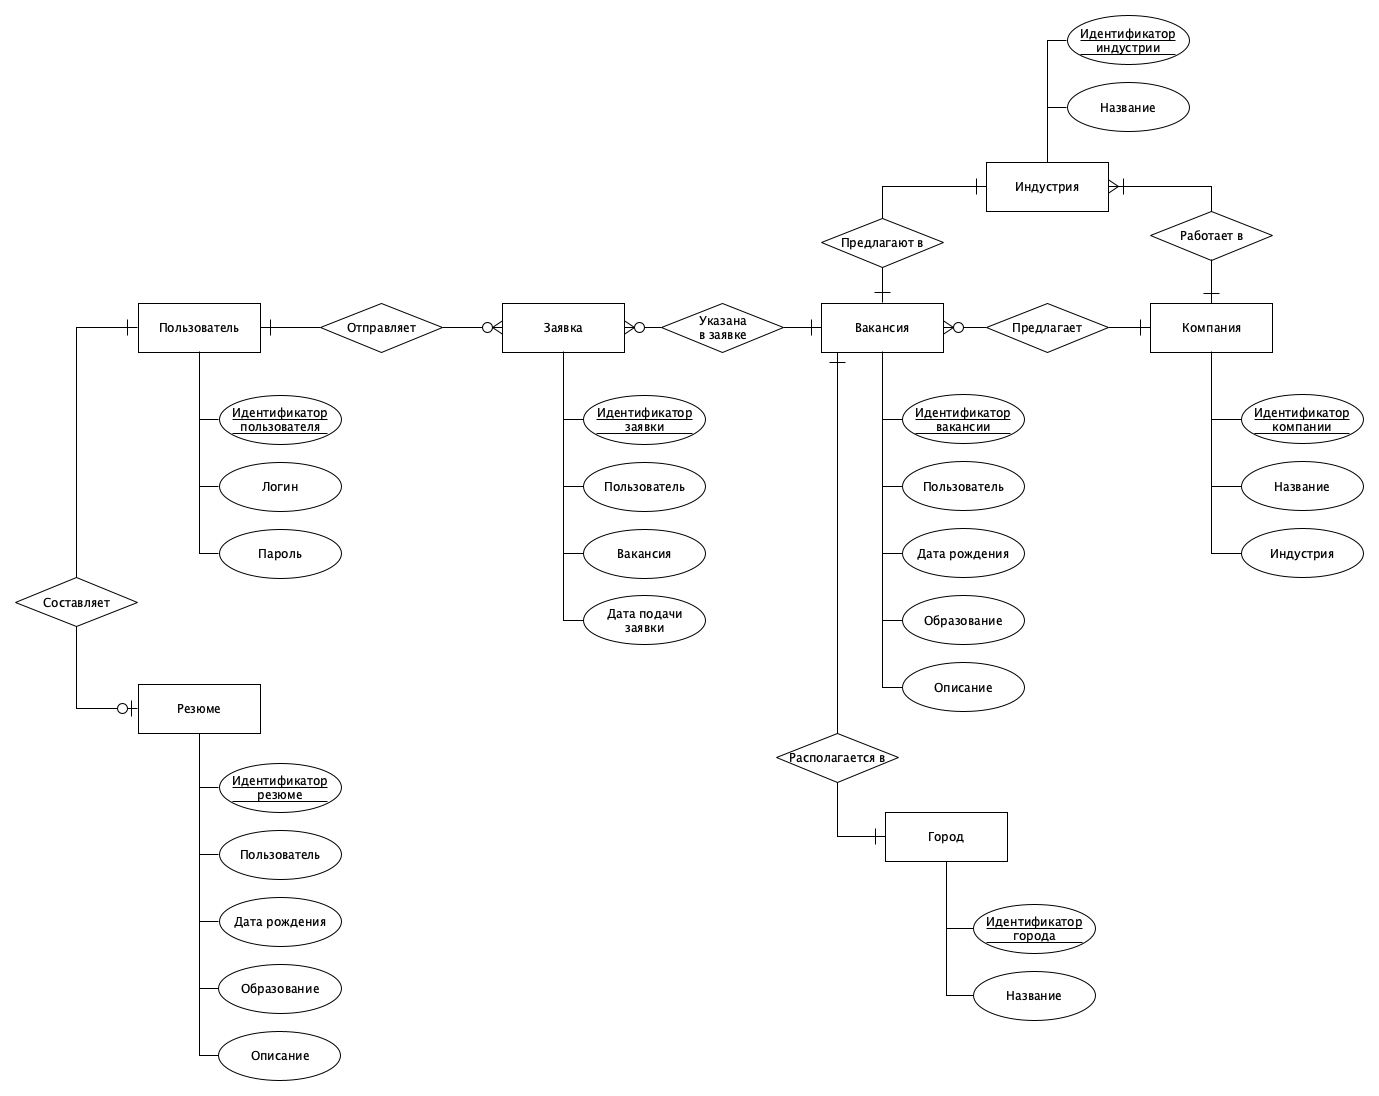 Идентификатор
индустрии
Название
Индустрия
Предлагают в
Работает в
Пользователь
Отправляет
Заявка
Указана
в заявке
Вакансия
Предлагает
Компания
Идентификатор
пользователя
Идентификатор
заявки
Идентификатор
вакансии
Идентификатор
компании
Логин
Пользователь
Пользователь
Название
Пароль
Вакансия
Дата рождения
Индустрия
Составляет
Дата подачи
заявки
Образование
Описание
Резюме
Располагается в
Идентификатор
резюме
Город
Пользователь
Дата рождения
Идентификатор
города
Образование
Название
Описание